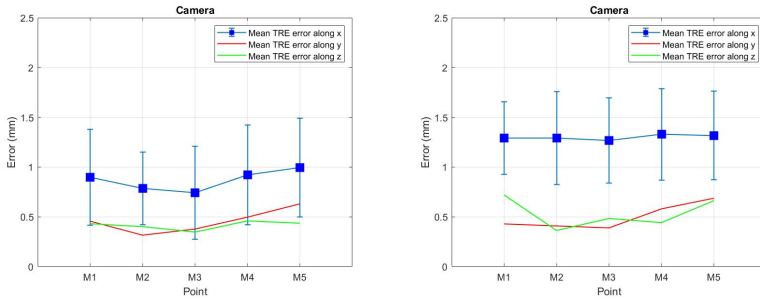 Camera
2.5
2
1.5
1
0.5
0
Error (mm)
M1 M2 M3 M4 M5
Point
Mean TRE error along x
Mean TRE error along y
Mean TRE error along z
Camera
2.5
2
1.5
1
0.5
0
Error (mm)
M1 M2 M3 M4 M5
Point
Mean TRE error along x
Mean TRE error along y
Mean TRE error along z